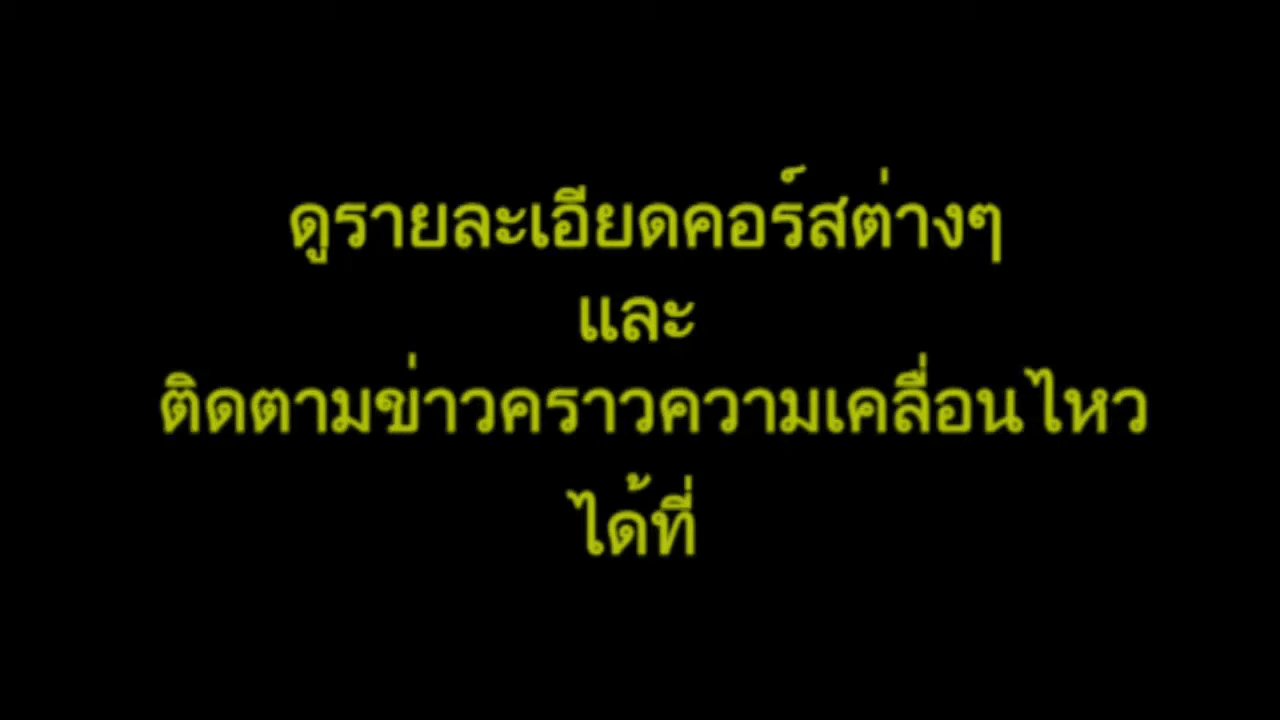 ดูรายละเอียดคอร์สต่างๆ
และ
ติดตามข่าวคราวความเคลื่อนไหว
ได้ที่